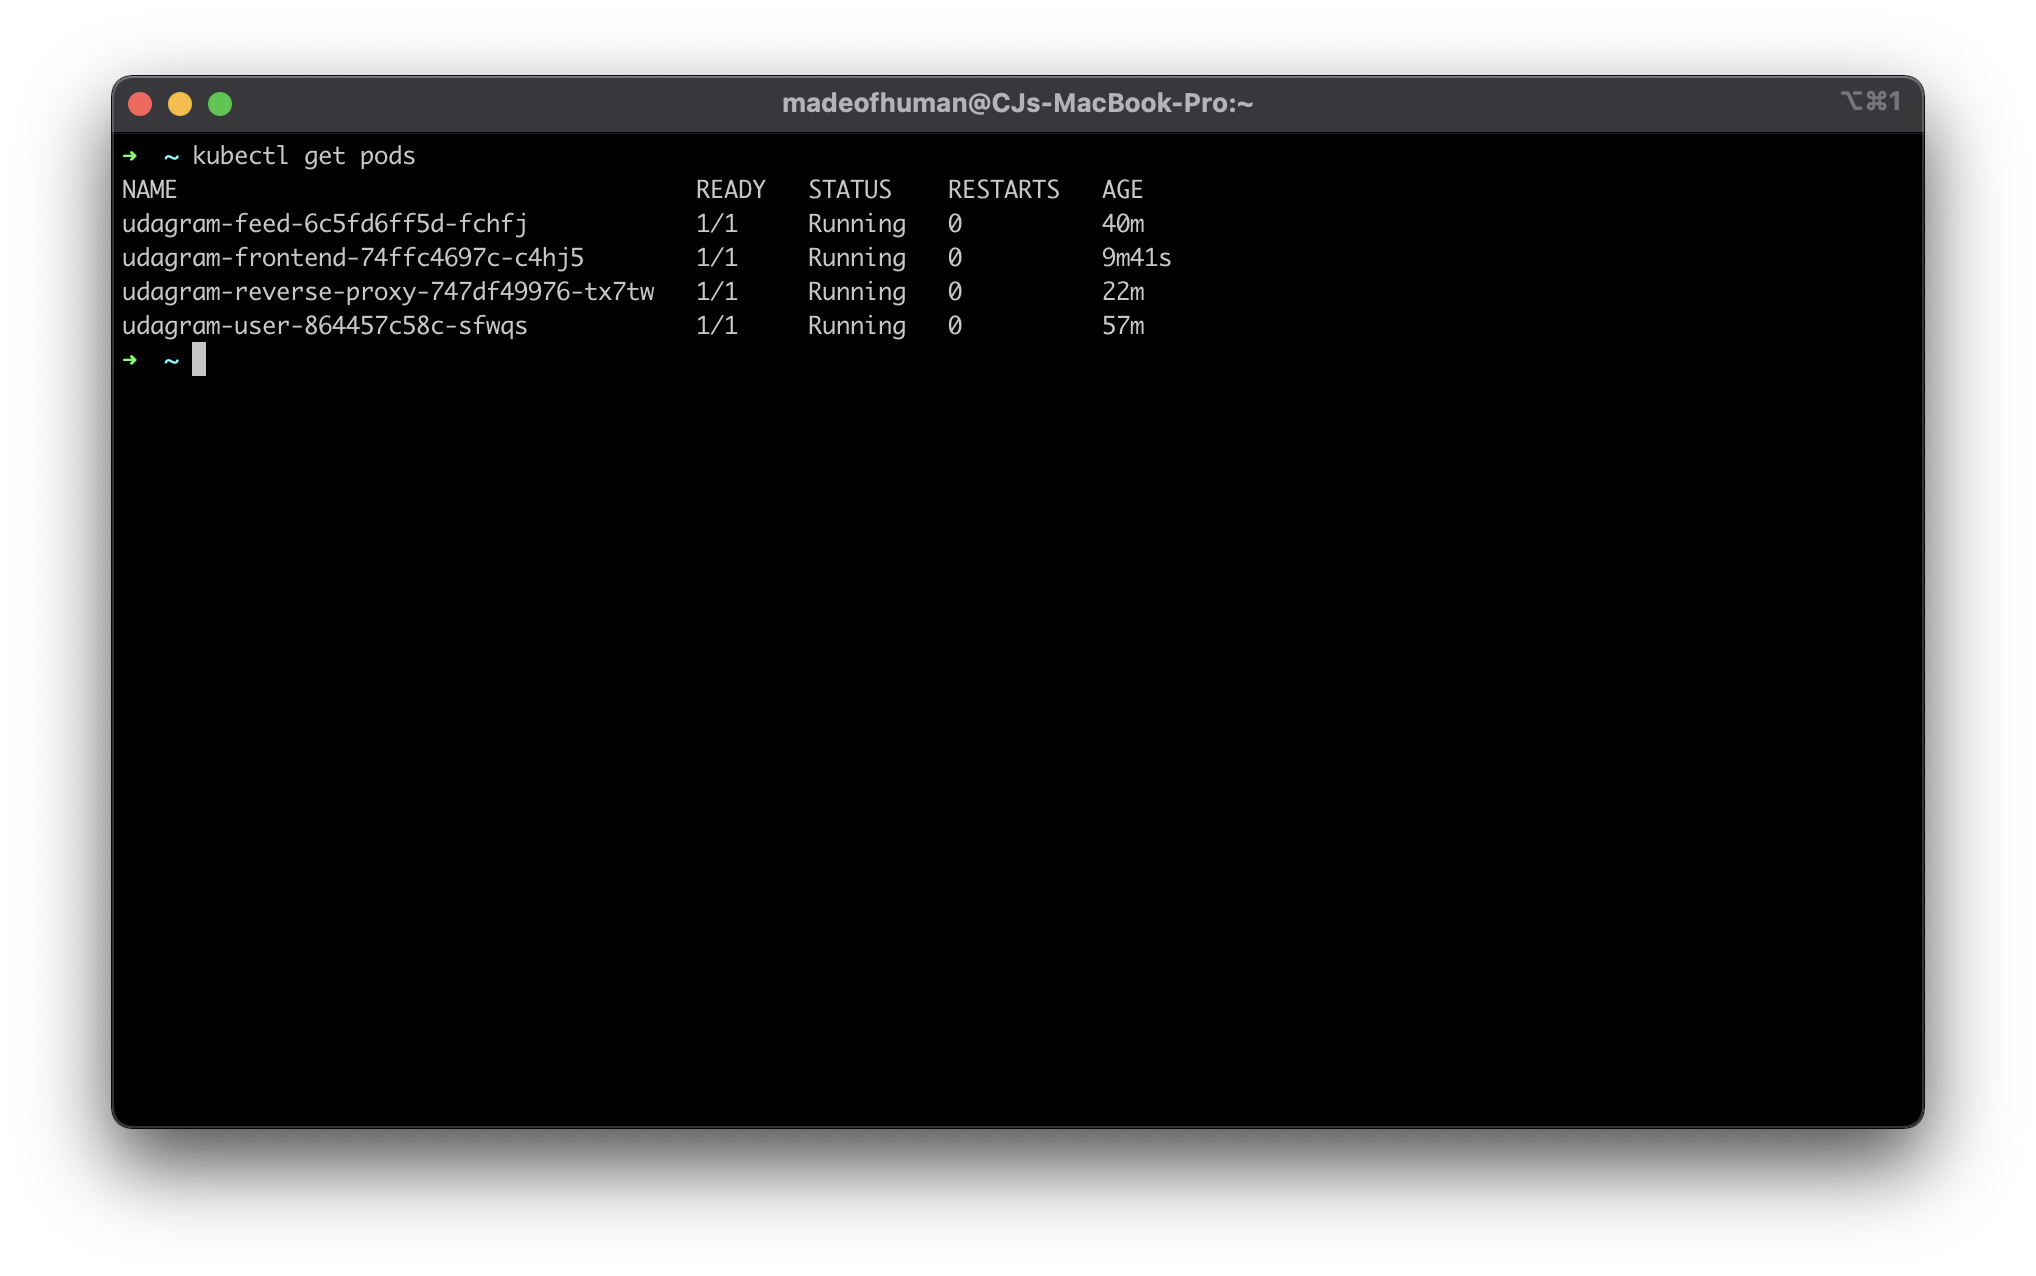 madeofhuman@CJs-MacBook-Pro:~ ⌥⌘1
➜ ~ kubectl get pods
NAME READY STATUS RESTARTS AGE
udagram-feed-6c5fd6ff5d-fchfj 1/1 Running 0 40m
udagram-frontend-74ffc4697c-c4hj5 1/1 Running 0 9m41s
udagram-reverse-proxy-747df49976-tx7tw 1/1 Running 0 22m
udagram-user-864457c58c-sfwqs 1/1 Running 0 57m
➜ ~